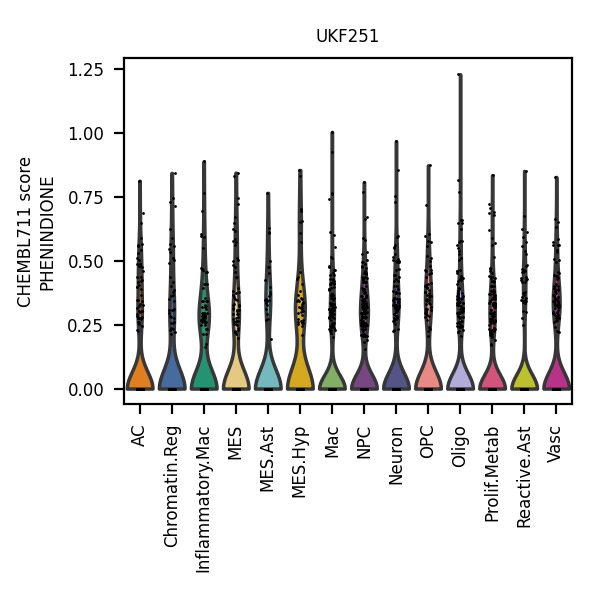 UKF251
CHEMBL711 score
PHENINDIONE
1.25
1.00
0.75
0.50
0.25
0.00
AC
Chromatin.Reg
Inflammatory.Mac
MES
MES.Ast
MES.Hyp
Mac
NPC
Neuron
OPC
Oligo
Prolif.Metab
Reactive.Ast
Vasc